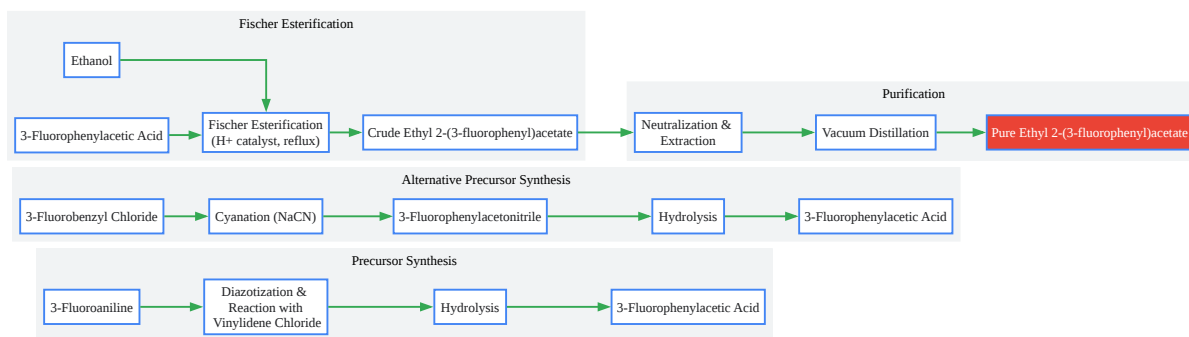 Fischer Esterification
Ethanol
3-Fluorophenylacetic Acid
Fischer Esterification
(H+ catalyst, reflux)
Crude Ethyl 2-(3-fluorophenyl)acetate
Purification
Neutralization &
Extraction
Vacuum Distillation
Pure Ethyl 2-(3-fluorophenyl)acetate
Alternative Precursor Synthesis
3-Fluorobenzyl Chloride
Cyanation (NaCN)
3-Fluorophenylacetonitrile
Hydrolysis
3-Fluorophenylacetic Acid
Precursor Synthesis
3-Fluoroaniline
Diazotization &
Reaction with
Vinylidene Chloride
Hydrolysis
3-Fluorophenylacetic Acid